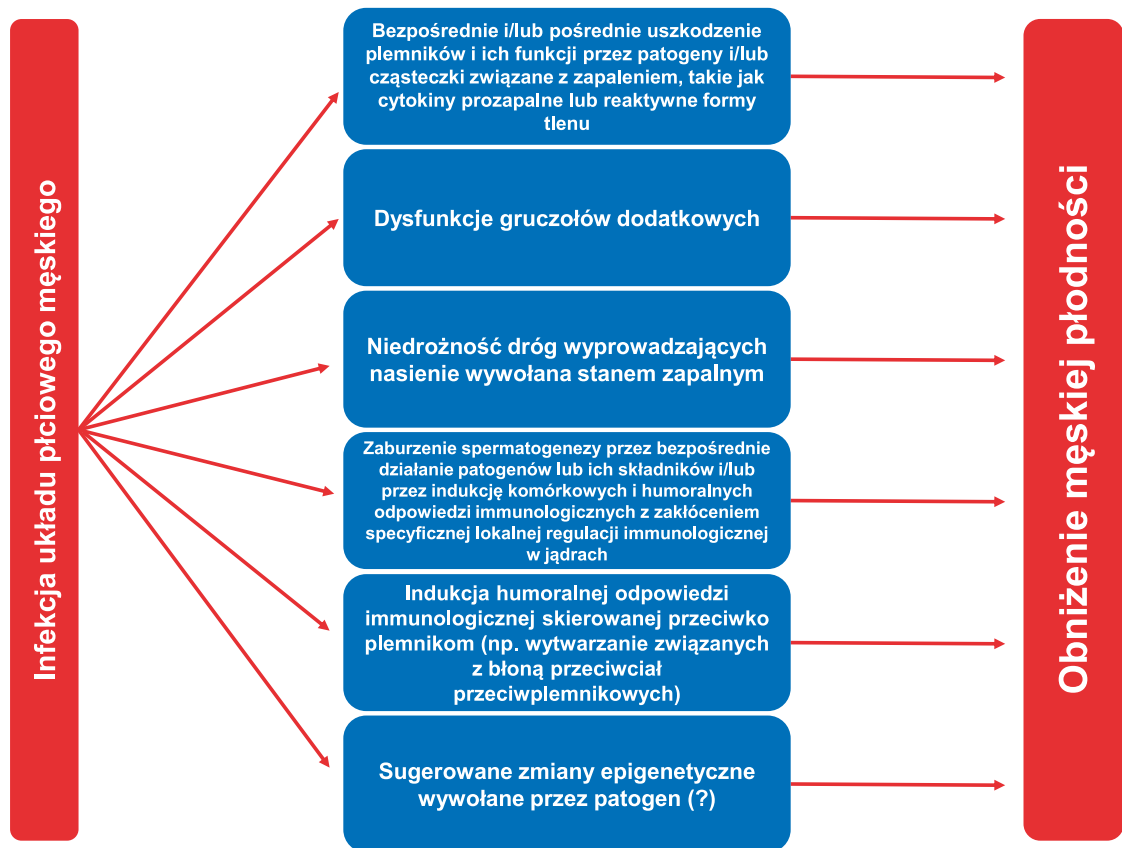 Infekcja układu płciowego męskiego
Bezpośrednie i/lub pośrednie uszkodzenie
plemników i ich funkcji przez patogeny i/lub
cząsteczki związane z zapaleniem, takie jak
cytokiny prozapalne lub reaktywne formy
tlenu
Dysfunkcje gruczołów dodatkowych
Niedrożność dróg wyprowadzających
nasienie wywołana stanem zapalnym
Zaburzenie spermatogenezy przez bezpośrednie
działanie patogenów lub ich składników i/lub
przez indukcję komórkowych i humoralnych
odpowiedzi immunologicznych z zakłóceniem
specyficznej lokalnej regulacji immunologicznej
w jądrach
Indukcja humoralnej odpowiedzi
immunologicznej skierowanej przeciwko
plemnikom (np. wytwarzanie związanych
z błoną przeciwciał
przeciwplemnikowych)
Sugerowane zmiany epigenetyczne
wywołane przez patogen (?)
Obniżenie męskiej płodności